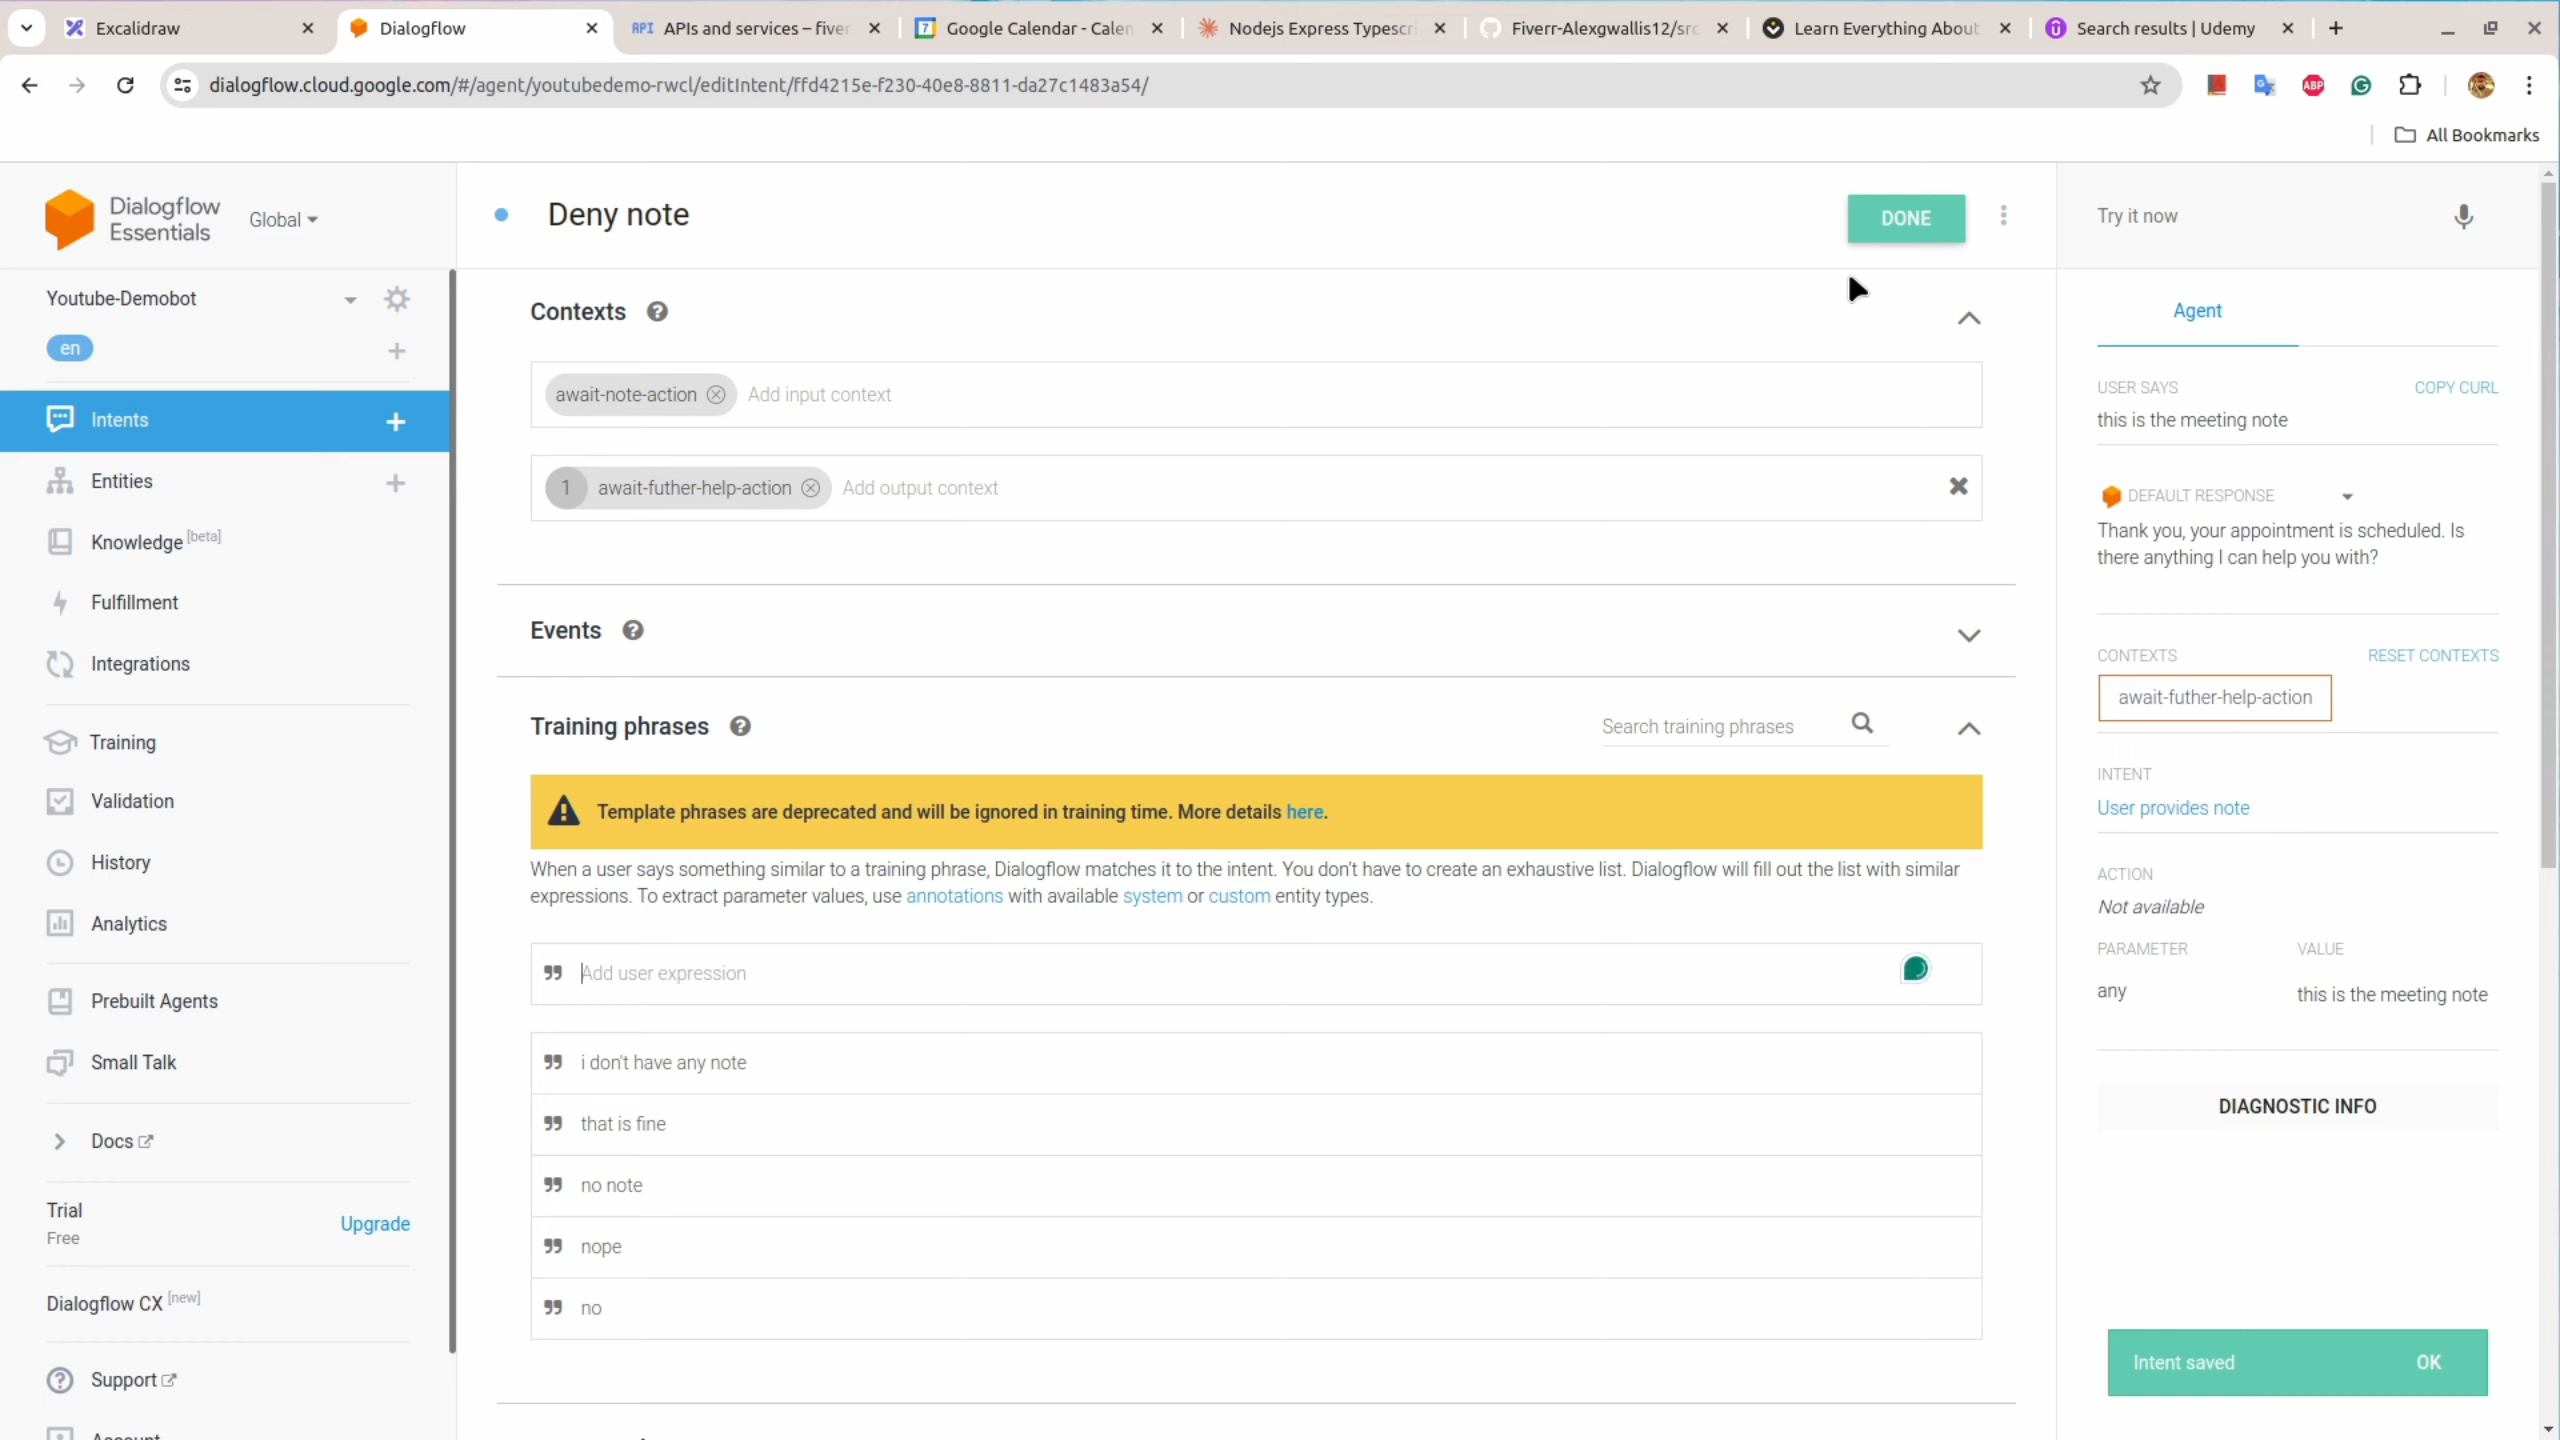 Excalidraw
Dialogflow
APIs and services – fiver
Google Calendar - Calen
Nodejs Express Typescri
Fiverr-Alexgwallis12/src
Learn Everything About
Search results | Udemy
dialogflow.cloud.google.com/#/agent/youtubedemo-rwcl/editIntent/ffd4215e-f230-40e8-8811-da27c1483a54/
All Bookmarks
Dialogflow
Essentials
Global
Youtube-Demobot
en
Intents
Entities
Knowledge [beta]
Fulfillment
Integrations
Training
Validation
History
Analytics
Prebuilt Agents
Small Talk
Docs
Trial
Free
Upgrade
Dialogflow CX [new]
Support
Deny note
DONE
Contexts
await-note-action Add input context
1 await-futher-help-action Add output context
Events
Training phrases
Search training phrases
Template phrases are deprecated and will be ignored in training time. More details here.
When a user says something similar to a training phrase, Dialogflow matches it to the intent. You don't have to create an exhaustive list. Dialogflow will fill out the list with similar
expressions. To extract parameter values, use annotations with available system or custom entity types.
Add user expression
i don't have any note
that is fine
no note
nope
no
Try it now
Agent
USER SAYS COPY CURL
this is the meeting note
DEFAULT RESPONSE
Thank you, your appointment is scheduled. Is
there anything I can help you with?
CONTEXTS RESET CONTEXTS
await-futher-help-action
INTENT
User provides note
ACTION
Not available
PARAMETER VALUE
any this is the meeting note
DIAGNOSTIC INFO
Intent saved OK